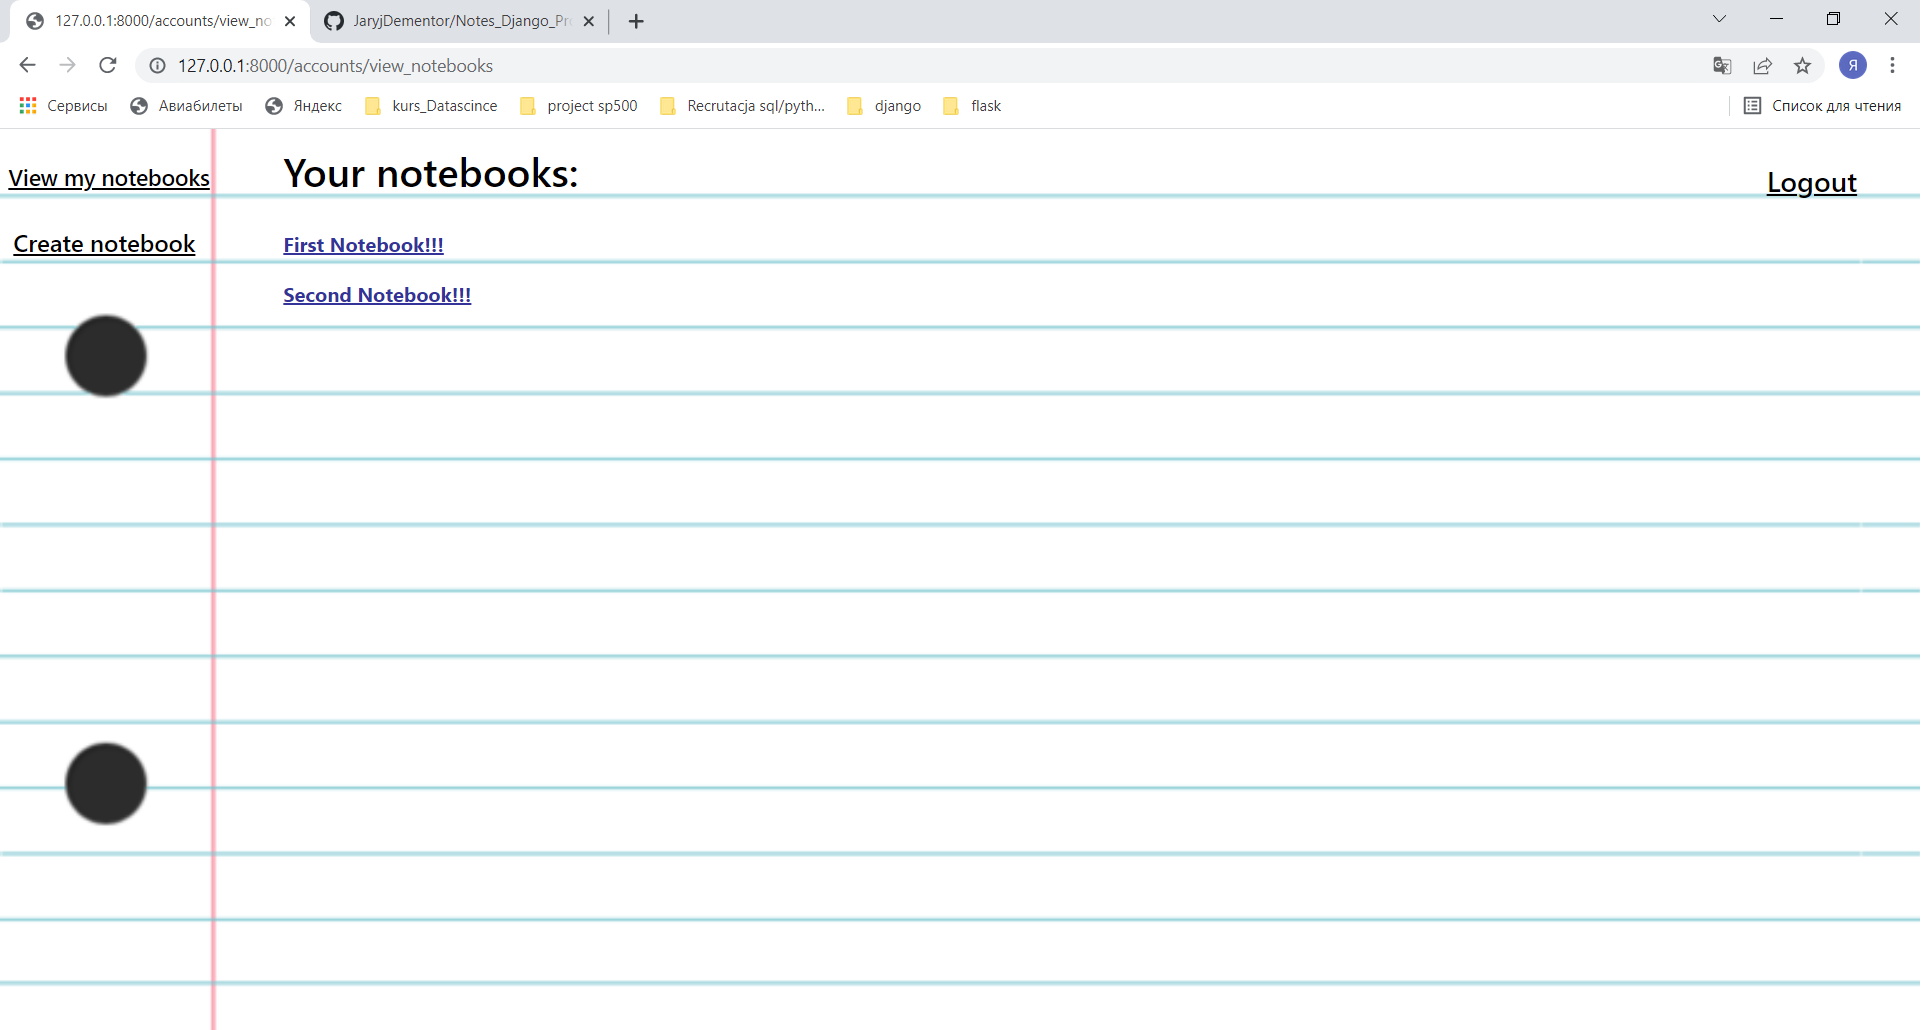 127.0.0.1:8000/accounts/view_no
JaryjDementor/Notes_Django_Pr
127.0.0.1:8000/accounts/view_notebooks
Я
Сервисы Авиабилеты Яндекс kurs_Datascince project sp500 Recrutacja sql/pyth... django flask Список для чтения
View my notebooks
Your notebooks:
Logout
Create notebook
First Notebook!!!
Second Notebook!!!